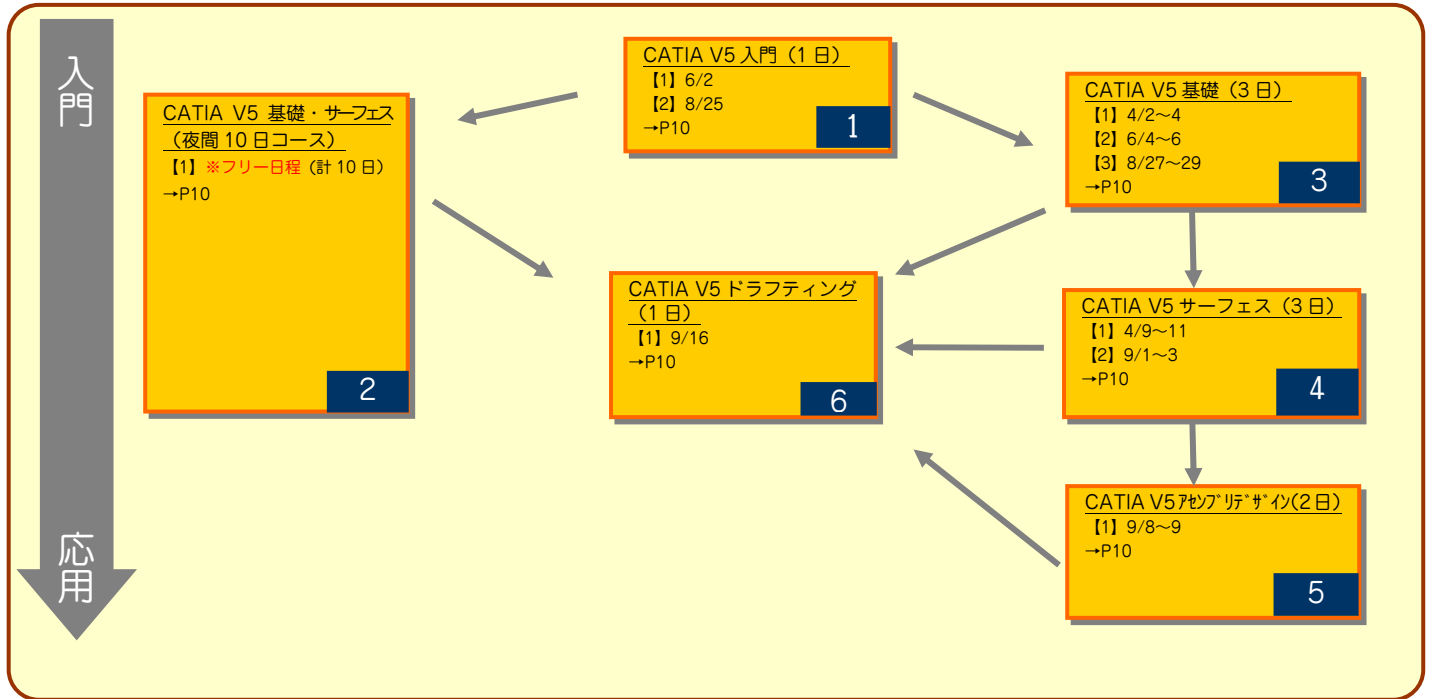 入門
応用
CATIA V5 入門（1 日）
【1】6/2
【2】8/25
→P10
1
CATIA V5 基礎・サーフェス
（夜間 10 日コース）
【1】※フリー日程（計 10 日）
→P10
2
CATIA V5 基礎（3 日）
【1】4/2～4
【2】6/4～6
【3】8/27～29
→P10
3
CATIA V5 サーフェス（3 日）
【1】4/9～11
【2】9/1～3
→P10
4
CATIA V5 ｱｾﾝﾌﾞﾘﾃﾞｻﾞｲﾝ(2 日)
【1】9/8～9
→P10
5
CATIA V5 ドラフティング
（1 日）
【1】9/16
→P10
6